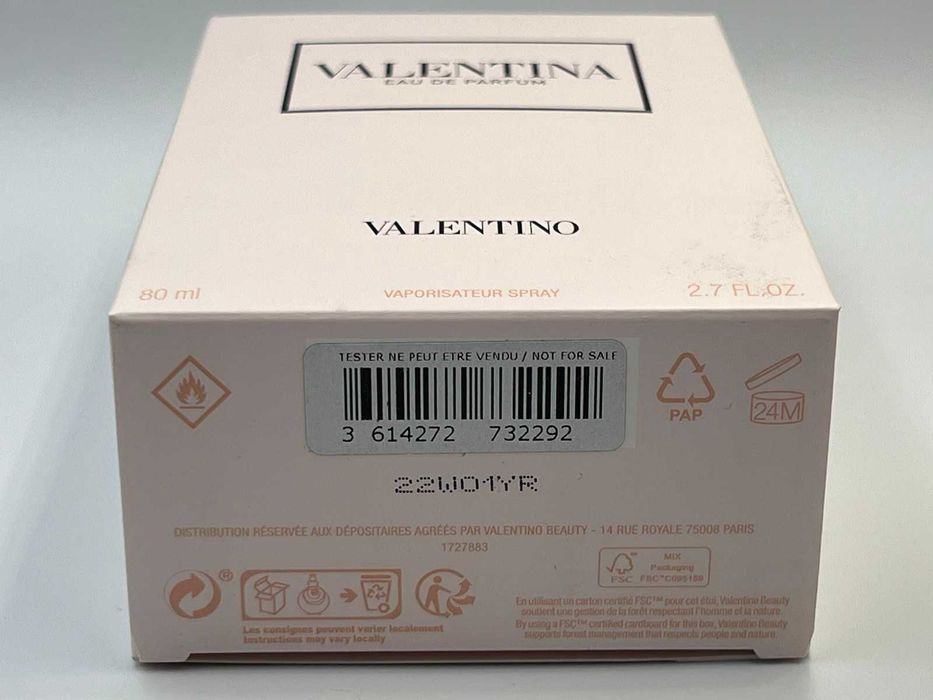 VALENTINA
EAU DE PARFUM
VALENTINO
80 ml
VAPORISATEUR SPRAY
2.7 FL.OZ.
TESTER NE PEUT ETRE VENDU / NOT FOR SALE
3 614272 732292
PAP
24M
22W01YR
DISTRIBUTION RÉSERVÉE AUX DÉPOSITAIRES AGRÉÉS PAR VALENTINO BEAUTY - 14 RUE ROYALE 75008 PARIS
1727883
®
FSC
MIX
Packaging
FSC™C095159
Les consignes peuvent varier localement
Instructions may vary locally
En utilisant un carton certifié FSC™ pour cet étui, Valentino Beauty
soutient une gestion de la forêt respectant l'homme et la nature.
By using a FSC™ certified cardboard for this box, Valentino Beauty
supports forest management that respects people and nature.